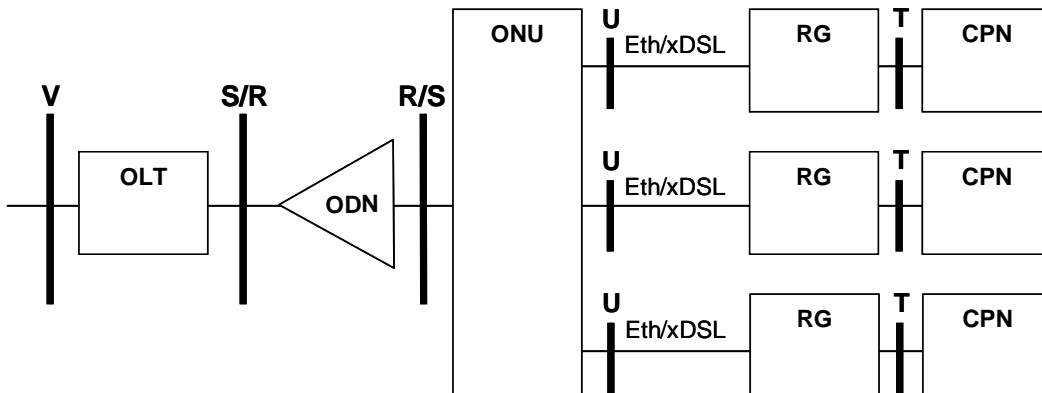 U
T
ONU
RG
CPN
Eth/xDSL
V
S/R
R/S
OLT
ODN
U
T
RG
CPN
Eth/xDSL
U
T
RG
CPN
Eth/xDSL